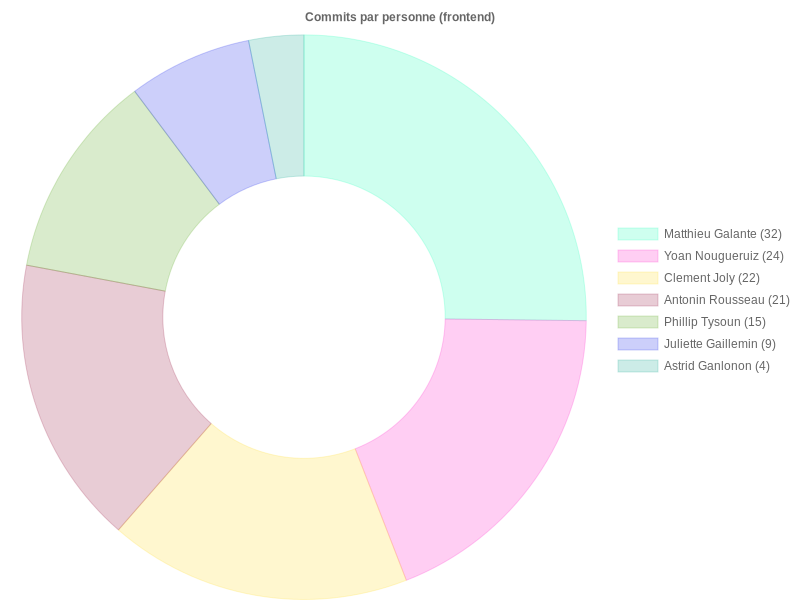 Commits par personne (frontend)
Matthieu Galante (32)
Yoan Nougueruiz (24)
Clement Joly (22)
Antonin Rousseau (21)
Phillip Tysoun (15)
Juliette Gaillemin (9)
Astrid Ganlonon (4)